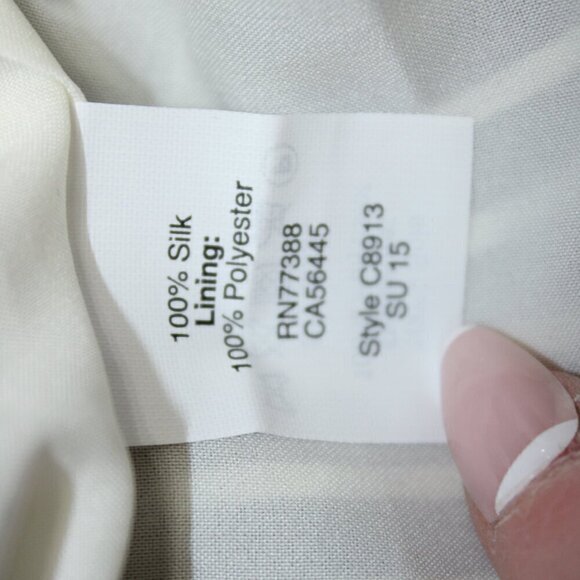 100% Silk
Lining:
100% Polyester
RN77388
CA56445
Style C8913
SU 15